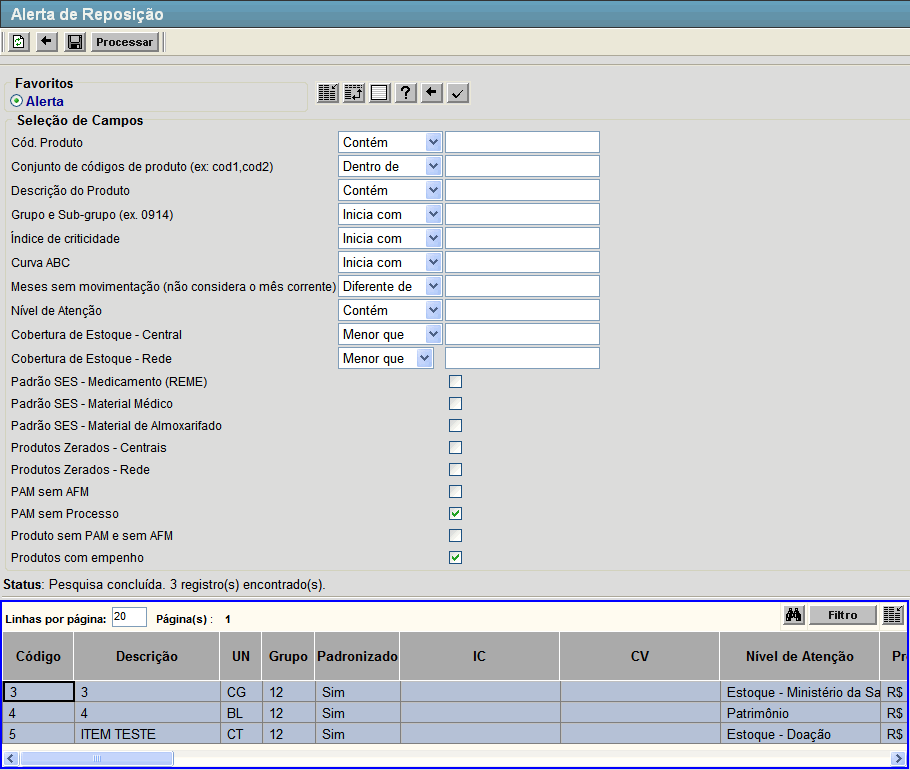 Alerta de Reposição
Processar
Favoritos
Alerta
?
Seleção de Campos
Cód. Produto Contém
Conjunto de códigos de produto (ex: cod1,cod2) Dentro de
Descrição do Produto Contém
Grupo e Sub-grupo (ex. 0914) Inicia com
Índice de criticidade Inicia com
Curva ABC Inicia com
Meses sem movimentação (não considera o mês corrente) Diferente de
Nível de Atenção Contém
Cobertura de Estoque - Central Menor que
Cobertura de Estoque - Rede Menor que
Padrão SES - Medicamento (REME)
Padrão SES - Material Médico
Padrão SES - Material de Almoxarifado
Produtos Zerados - Centrais
Produtos Zerados - Rede
PAM sem AFM
PAM sem Processo
Produto sem PAM e sem AFM
Produtos com empenho
Status: Pesquisa concluída. 3 registro(s) encontrado(s).
Linhas por página: 20 Página(s) : 1 Filtro
Código Descrição UN Grupo Padronizado IC CV Nível de Atenção Pr
3 3 CG 12 Sim Estoque - Ministério da Sa R$
4 4 BL 12 Sim Patrimônio R$
5 ITEM TESTE CT 12 Sim Estoque - Doação R$